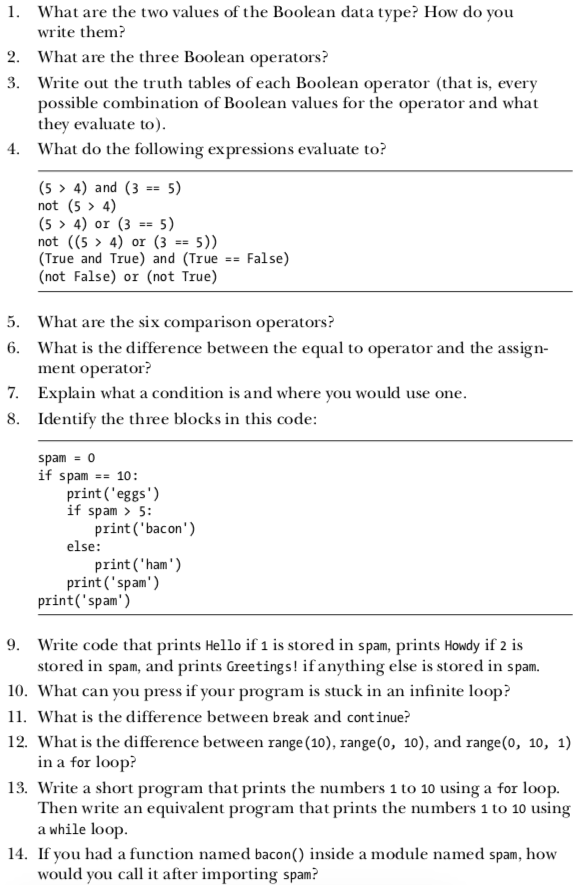 1. What are the two values of the Boolean data type? How do you
write them?
2. What are the three Boolean operators?
3. Write out the truth tables of each Boolean operator (that is, every
possible combination of Boolean values for the operator and what
they evaluate to).
4. What do the following expressions evaluate to?
(5 > 4) and (3 == 5)
not (5 > 4)
(5 > 4) or (3 == 5)
not ((5 > 4) or (3 == 5))
(True and True) and (True == False)
(not False) or (not True)
5. What are the six comparison operators?
6. What is the difference between the equal to operator and the assign-
ment operator?
7. Explain what a condition is and where you would use one.
8. Identify the three blocks in this code:
spam = 0
if spam == 10:
    print('eggs')
    if spam > 5:
        print('bacon')
    else:
        print('ham')
    print('spam')
print('spam')
9. Write code that prints Hello if 1 is stored in spam, prints Howdy if 2 is
stored in spam, and prints Greetings! if anything else is stored in spam.
10. What can you press if your program is stuck in an infinite loop?
11. What is the difference between break and continue?
12. What is the difference between range(10), range(0, 10), and range(0, 10, 1)
in a for loop?
13. Write a short program that prints the numbers 1 to 10 using a for loop.
Then write an equivalent program that prints the numbers 1 to 10 using
a while loop.
14. If you had a function named bacon() inside a module named spam, how
would you call it after importing spam?